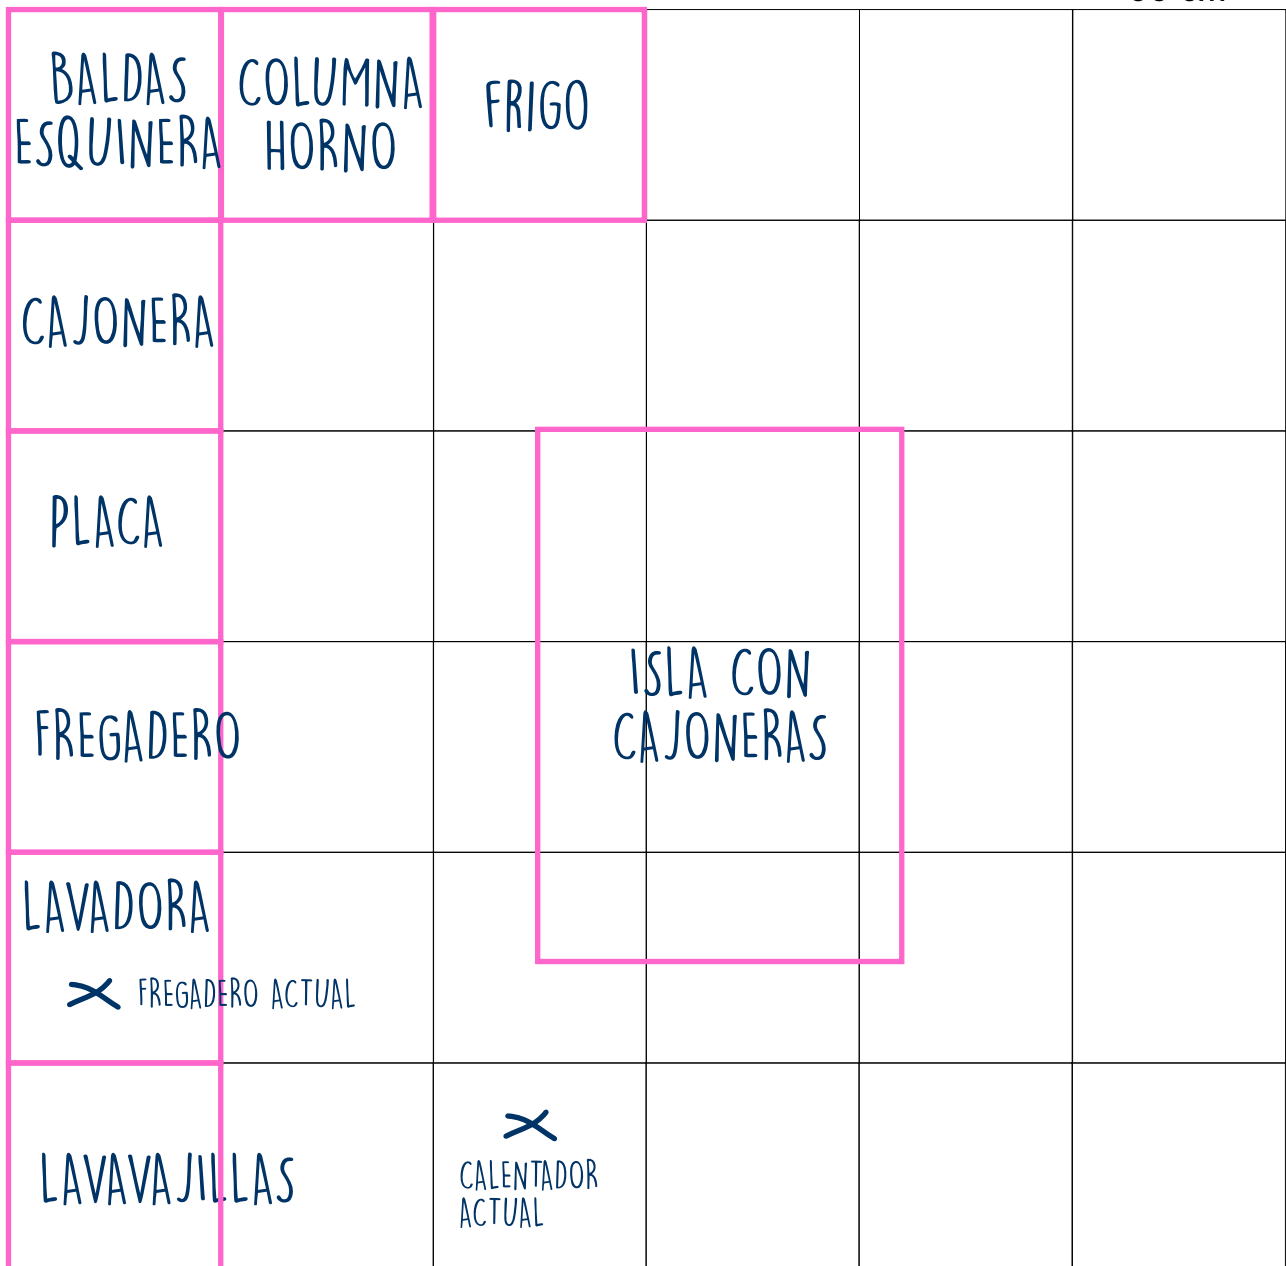 BALDAS
ESQUINERA
COLUMNA
HORNO
FRIGO
CAJONERA
PLACA
ISLA CON
CAJONERAS
FREGADERO
LAVADORA
FREGADERO ACTUAL
LAVAVAJILLAS
CALENTADOR
ACTUAL